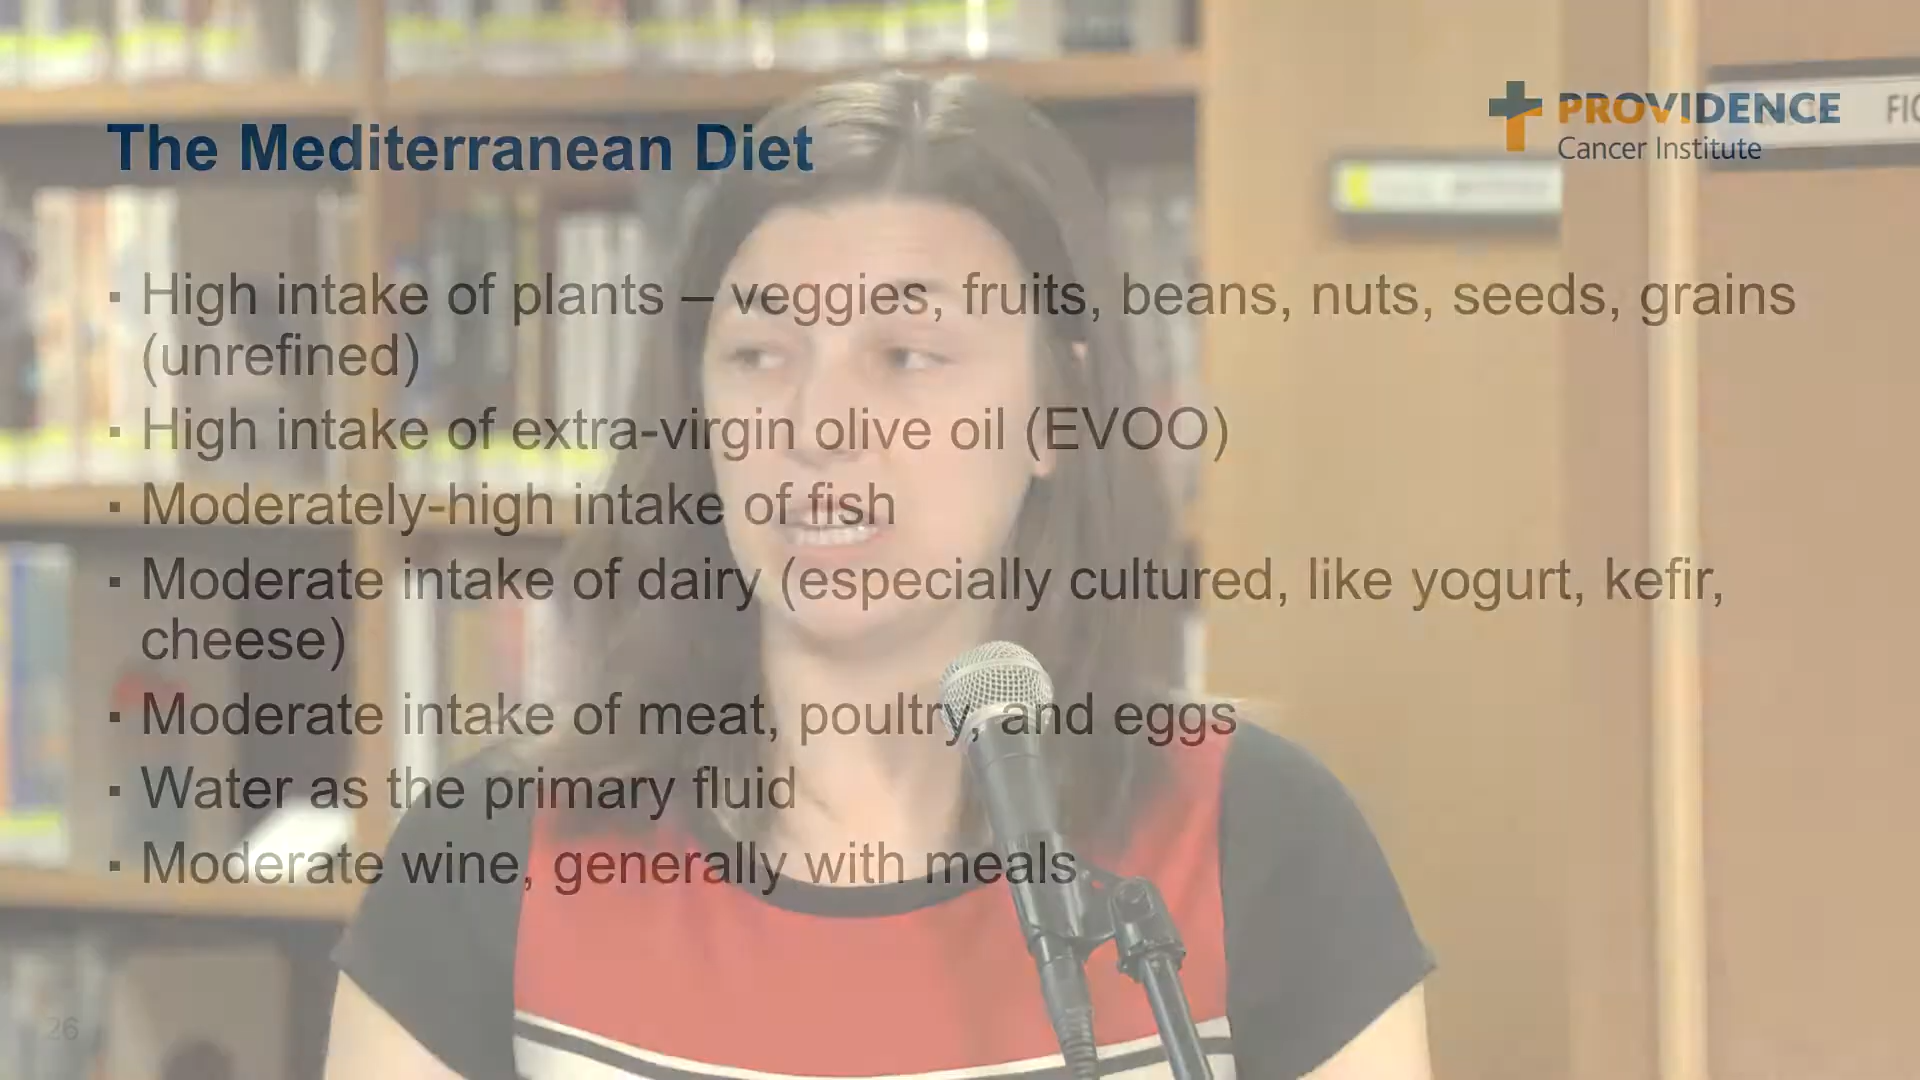 PROVIDENCE
Cancer Institute
FIC
The Mediterranean Diet
▪ High intake of plants – veggies, fruits, beans, nuts, seeds, grains
(unrefined)
▪ High intake of extra-virgin olive oil (EVOO)
▪ Moderately-high intake of fish
▪ Moderate intake of dairy (especially cultured, like yogurt, kefir,
cheese)
▪ Moderate intake of meat, poultry, and eggs
▪ Water as the primary fluid
▪ Moderate wine, generally with meals
26